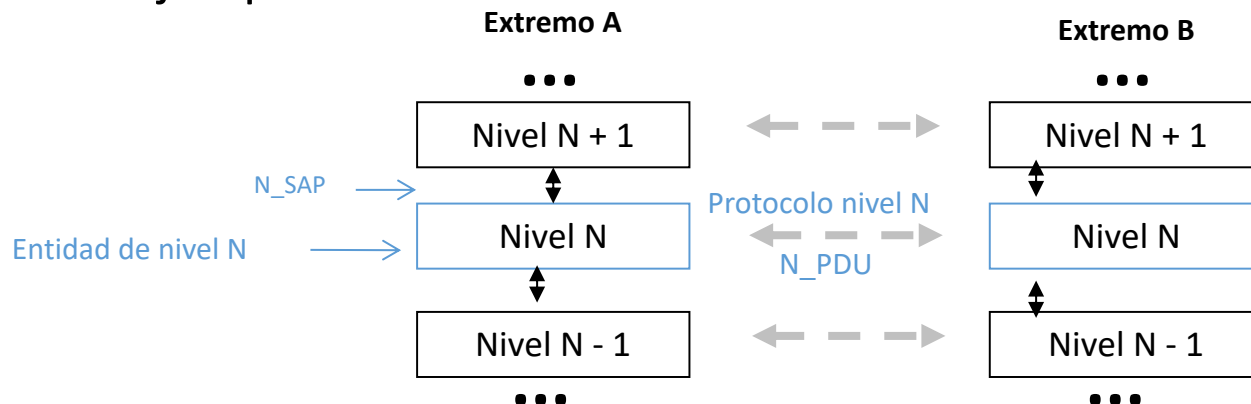 Extremo A
Extremo B
...
...
Nivel N + 1
Nivel N + 1
N_SAP
Protocolo nivel N
Entidad de nivel N
Nivel N
Nivel N
N_PDU
Nivel N - 1
Nivel N - 1
...
...